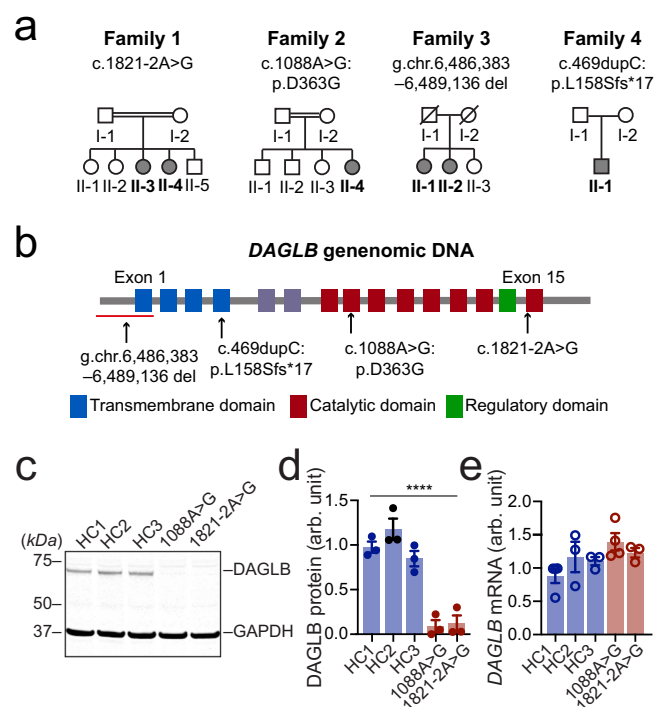 a
Family 1
c.1821-2A>G
I-1 I-2
II-1 II-2 II-3 II-4 II-5
Family 2
c.1088A>G:
p.D363G
I-1 I-2
II-1 II-2 II-3 II-4
Family 3
g.chr.6,486,383
–6,489,136 del
I-1 I-2
II-1 II-2 II-3
Family 4
c.469dupC:
p.L158Sfs*17
I-1 I-2
II-1
b
DAGLB genenomic DNA
Exon 1 Exon 15
g.chr.6,486,383
–6,489,136 del
c.469dupC:
p.L158Sfs*17
c.1088A>G:
p.D363G
c.1821-2A>G
Transmembrane domain Catalytic domain Regulatory domain
c
(kDa) HC1 HC2 HC3 1088A>G 1821-2A>G
75– –DAGLB
50–
37– –GAPDH
d
DAGLB protein (arb. unit)
****
1.5
1.0
0.5
0.0
HC1 HC2 HC3 1088A>G 1821-2A>G
e
DAGLB mRNA (arb. unit)
2.0
1.5
1.0
0.5
0.0
HC1 HC2 HC3 1088A>G 1821-2A>G